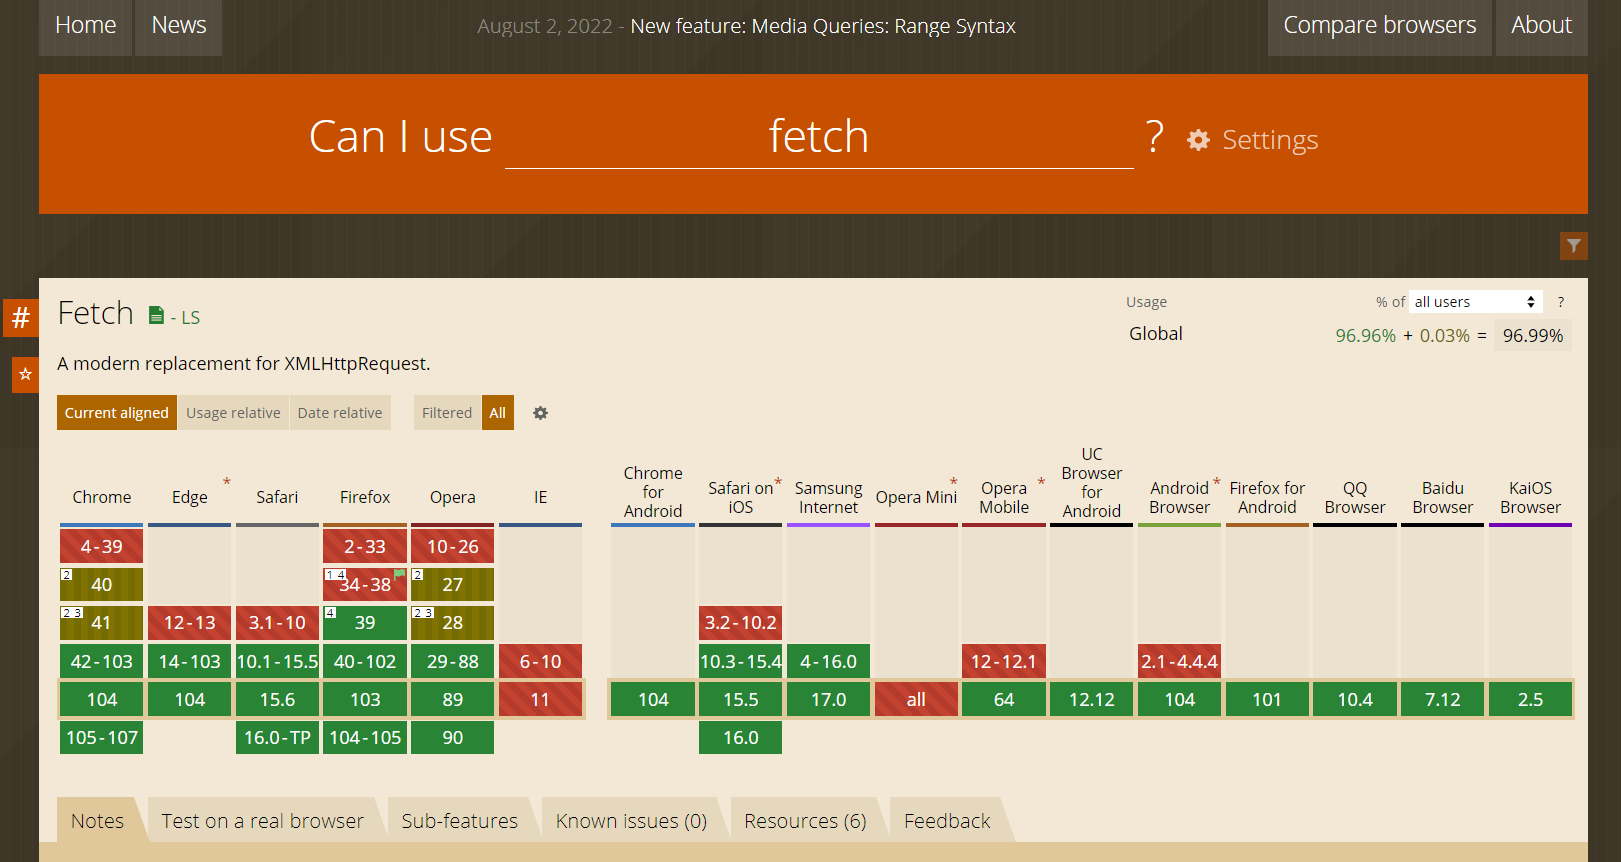 Home News August 2, 2022 - New feature: Media Queries: Range Syntax Compare browsers About
Can I use fetch ? Settings
# Fetch - LS
Usage % of all users ?
Global 96.96% + 0.03% = 96.99%
A modern replacement for XMLHttpRequest.
Current aligned Usage relative Date relative Filtered All
Chrome Edge * Safari Firefox Opera IE
Chrome for Android
Safari on iOS *
Samsung Internet
Opera Mini *
Opera Mobile *
UC Browser for Android
Android Browser *
Firefox for Android
QQ Browser
Baidu Browser
KaiOS Browser
4-39 2-33 10-26
2 40 1 4 34-38 2 27
2 3 41 12-13 3.1-10 4 39 2 3 28 3.2-10.2
42-103 14-103 10.1-15.5 40-102 29-88 6-10 10.3-15.4 4-16.0 12-12.1 2.1-4.4.4
104 104 15.6 103 89 11 104 15.5 17.0 all 64 12.12 104 101 10.4 7.12 2.5
105-107 16.0-TP 104-105 90 16.0
Notes Test on a real browser Sub-features Known issues (0) Resources (6) Feedback